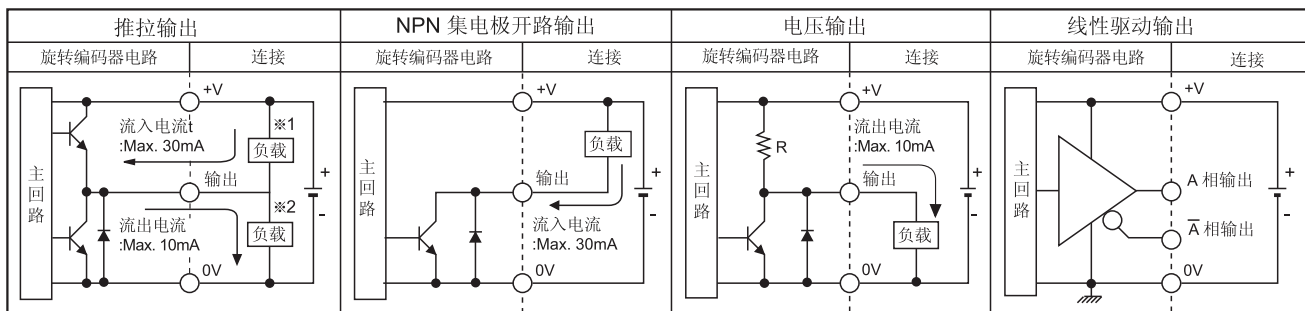 推拉输出
旋转编码器电路 连接
+V
流入电流t
:Max. 30mA
※1
负载
主回路
输出
+
-
※2
流出电流
:Max. 10mA
负载
0V
NPN 集电极开路输出
旋转编码器电路 连接
+V
负载
主回路
输出
+
-
流入电流
:Max. 30mA
0V
电压输出
旋转编码器电路 连接
+V
流出电流
:Max. 10mA
R
主回路
输出
+
-
负载
0V
线性驱动输出
旋转编码器电路 连接
+V
主回路
A 相输出
+
-
A̅ 相输出
0V